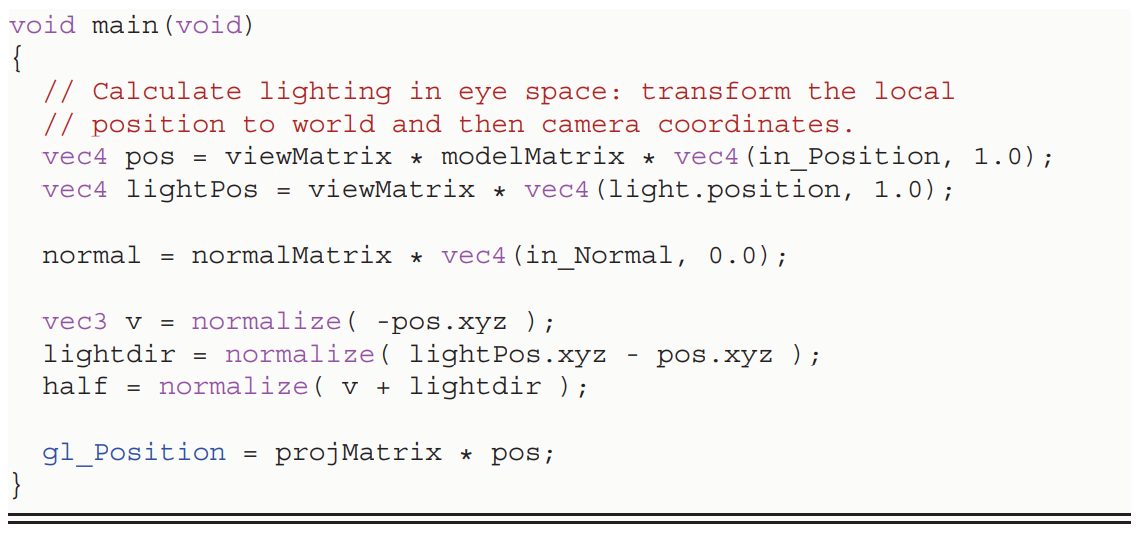 void main(void)
{
// Calculate lighting in eye space: transform the local
// position to world and then camera coordinates.
vec4 pos = viewMatrix * modelMatrix * vec4(in_Position, 1.0);
vec4 lightPos = viewMatrix * vec4(light.position, 1.0);
normal = normalMatrix * vec4(in_Normal, 0.0);
vec3 v = normalize( -pos.xyz );
lightdir = normalize( lightPos.xyz - pos.xyz );
half = normalize( v + lightdir );
gl_Position = projMatrix * pos;
}